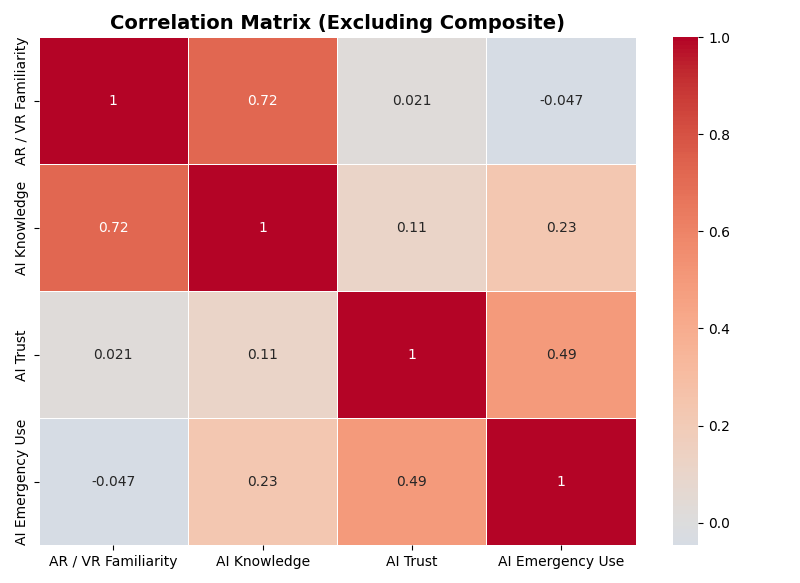 Correlation Matrix (Excluding Composite)
AR / VR Familiarity
1
0.72
0.021
-0.047
AI Knowledge
0.72
1
0.11
0.23
AI Trust
0.021
0.11
1
0.49
AI Emergency Use
-0.047
0.23
0.49
1
AR / VR Familiarity
AI Knowledge
AI Trust
AI Emergency Use
1.0
0.8
0.6
0.4
0.2
0.0